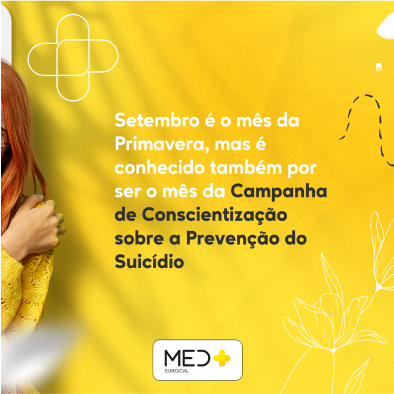 Setembro é o mês da
Primavera, mas é
conhecido também por
ser o mês da Campanha
de Conscientização
sobre a Prevenção do
Suicídio
MED+
SURGICAL